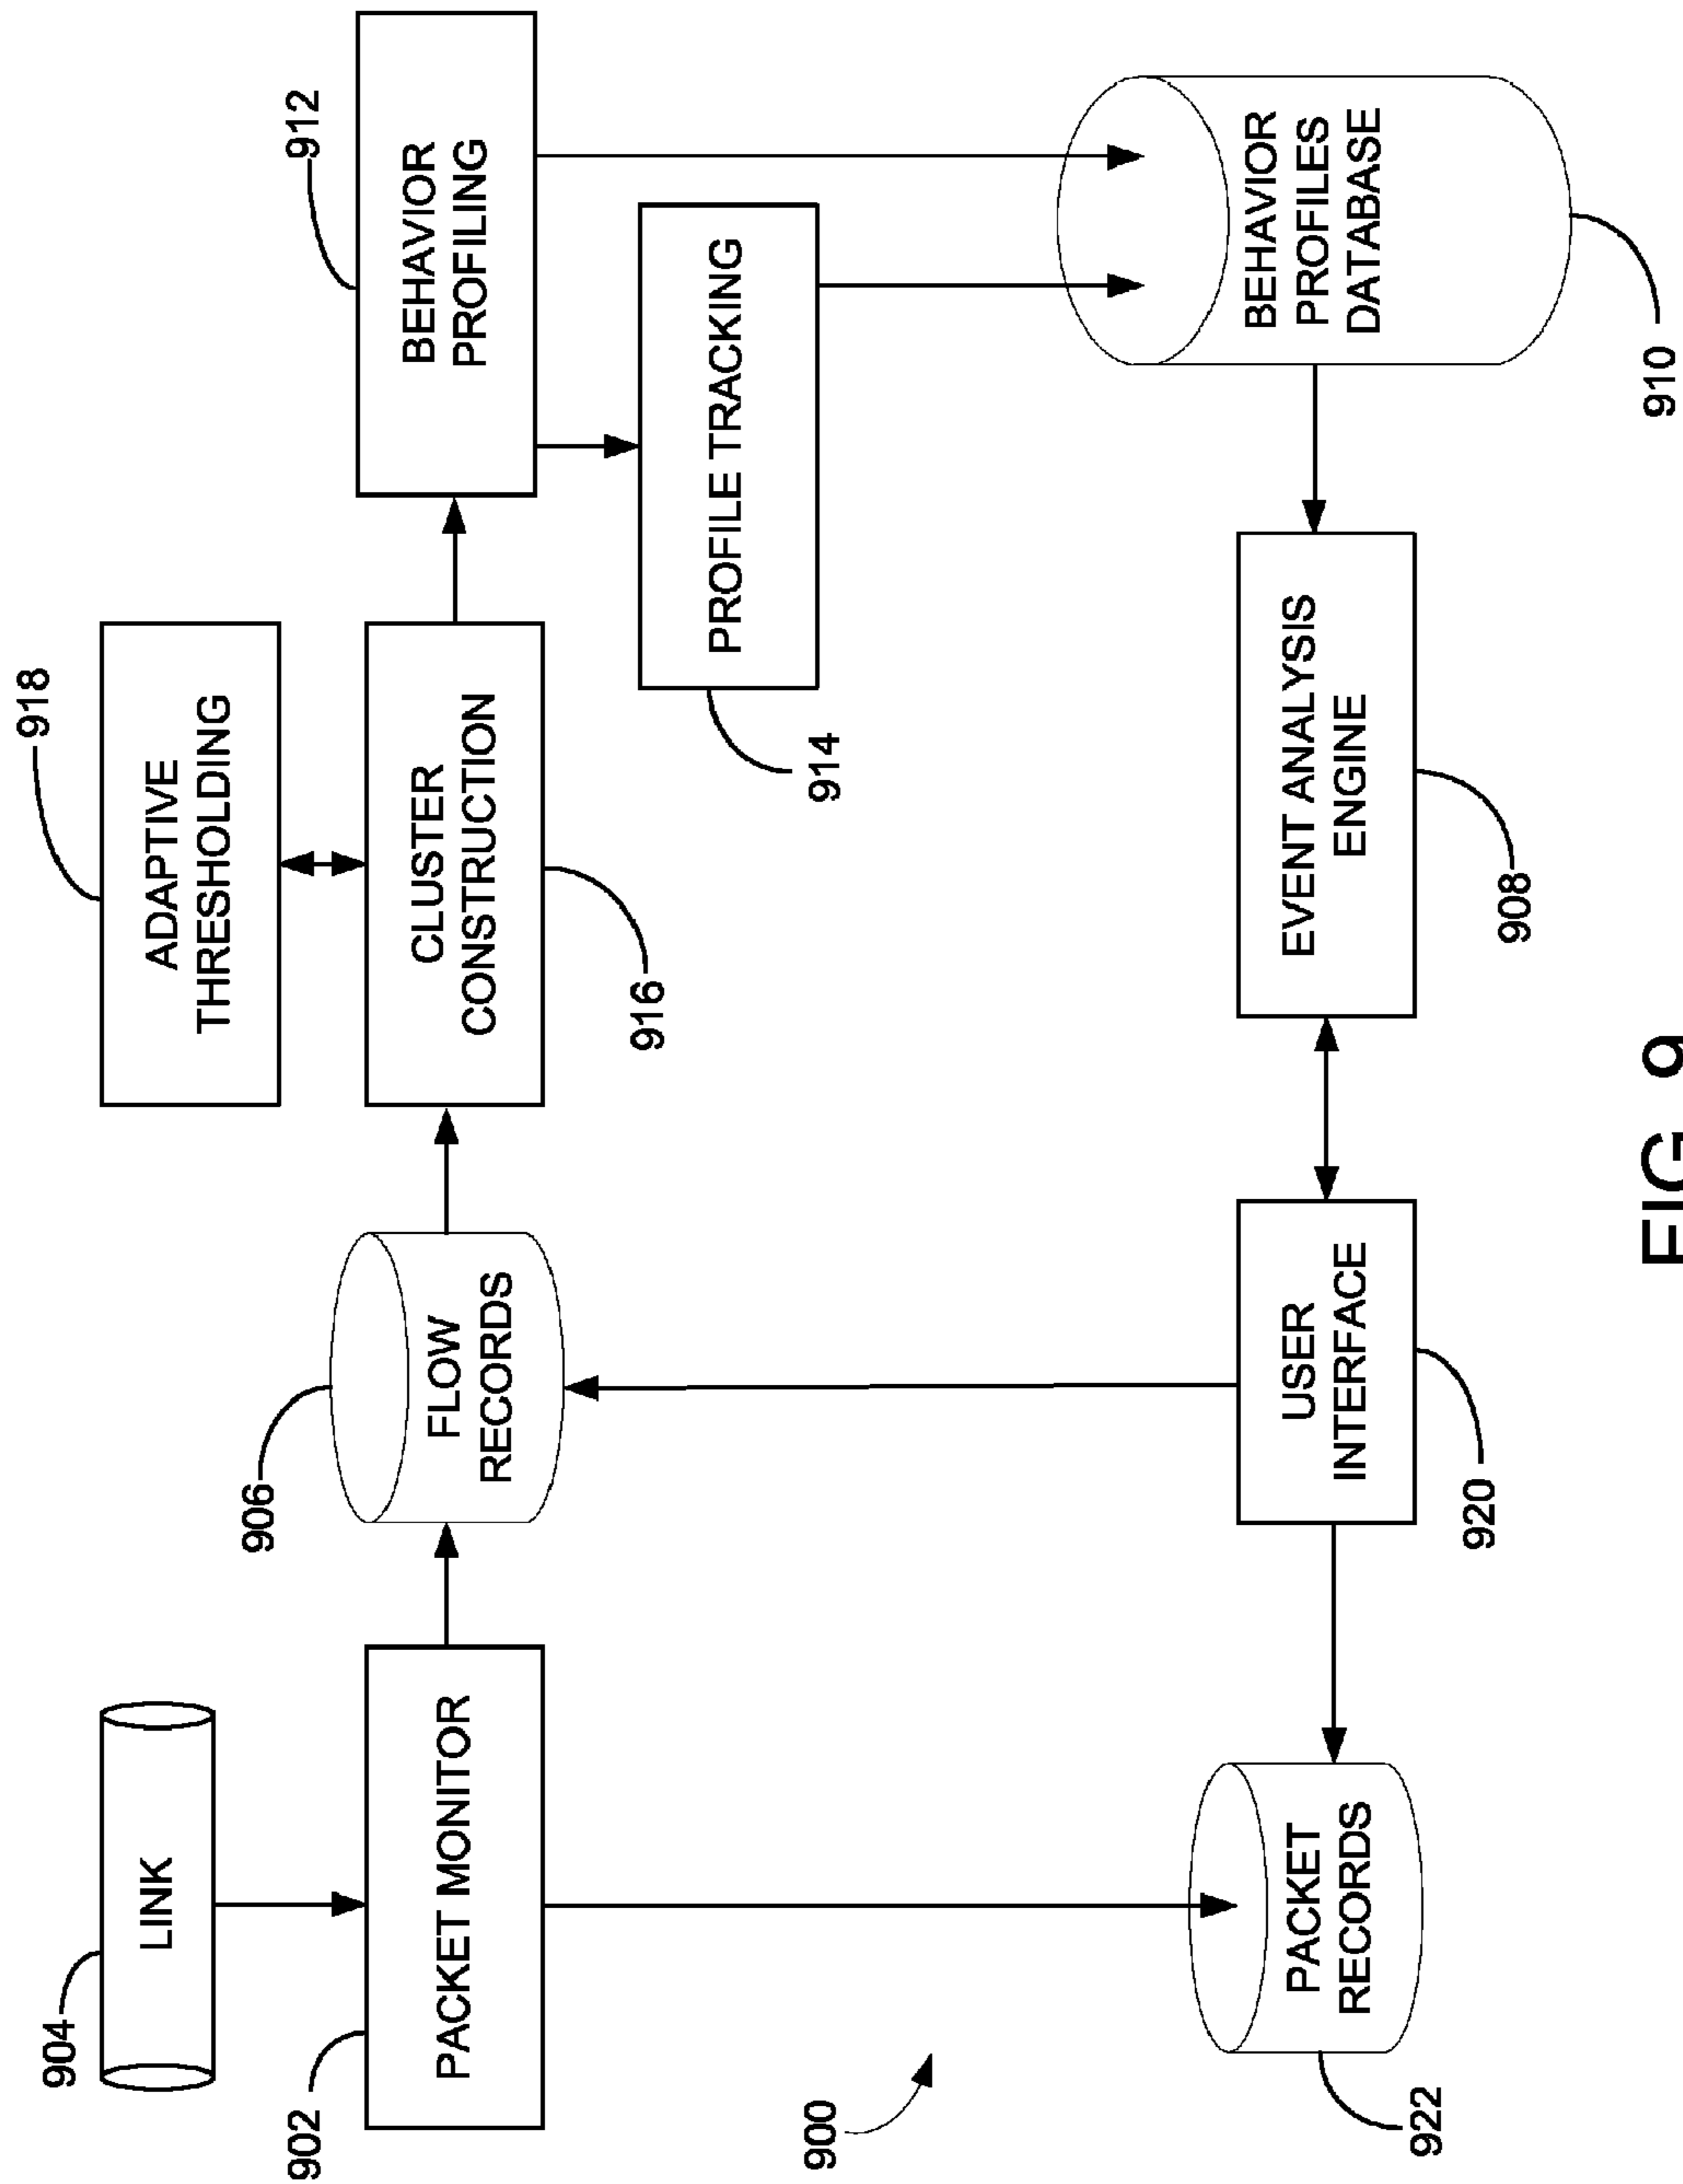 904
LINK
902
PACKET MONITOR
906
FLOW
RECORDS
918
ADAPTIVE
THRESHOLDING
CLUSTER
CONSTRUCTION
916
912
BEHAVIOR
PROFILING
PROFILE TRACKING
914
900
PACKET
RECORDS
922
USER
INTERFACE
920
EVENT ANALYSIS
ENGINE
908
BEHAVIOR
PROFILES
DATABASE
910
FIG. 9